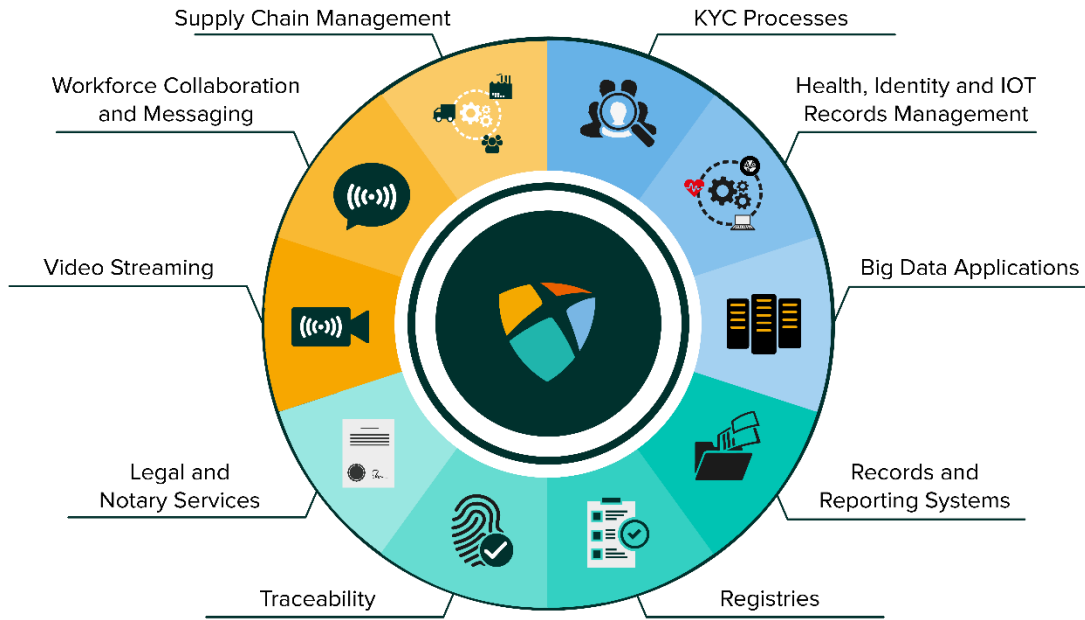 Supply Chain Management
KYC Processes
Workforce Collaboration
and Messaging
Health, Identity and IOT
Records Management
Video Streaming
Big Data Applications
Legal and
Notary Services
Records and
Reporting Systems
Traceability
Registries